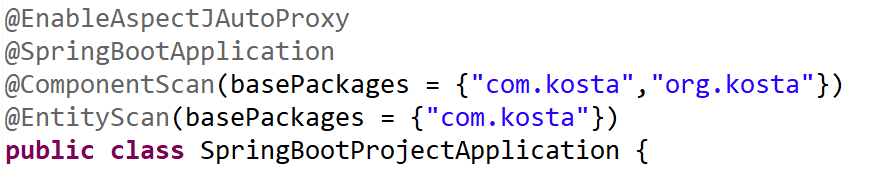 @EnableAspectJAutoProxy
@SpringBootApplication
@ComponentScan(basePackages = {"com.kosta","org.kosta"})
@EntityScan(basePackages = {"com.kosta"})
public class SpringBootProjectApplication {